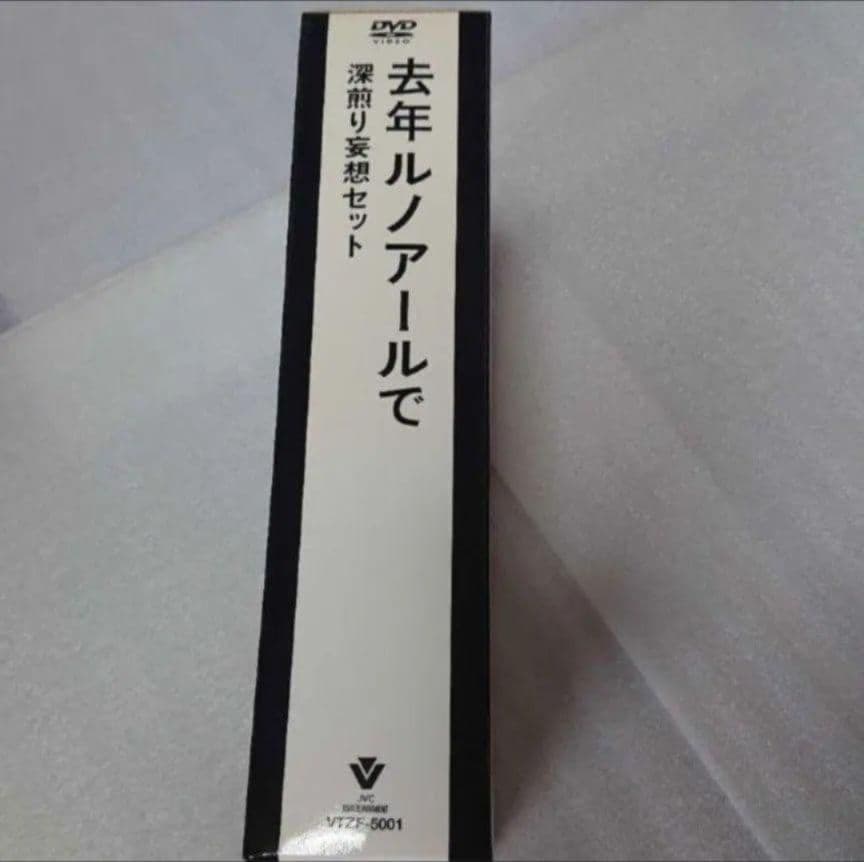 DVD
VIDEO
去年ルノアールで
深煎り妄想セット
JVC
ENTERTAINMENT
VTZF-5001